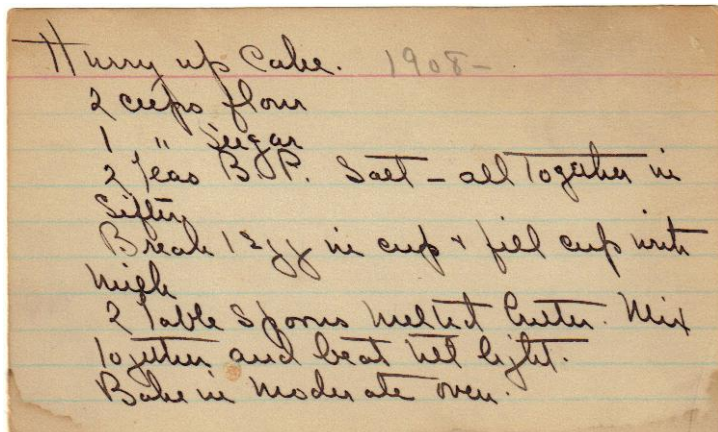 Hurry up Cake. 1908-
2 cups flour
1 " Sugar
2 teas B.P. Salt - all Together in
Sifter
Break 1 Egg in cup + fill cup with
milk
2 Table Spoons melted butter. Mix
Together and beat till light.
Bake in moderate oven.